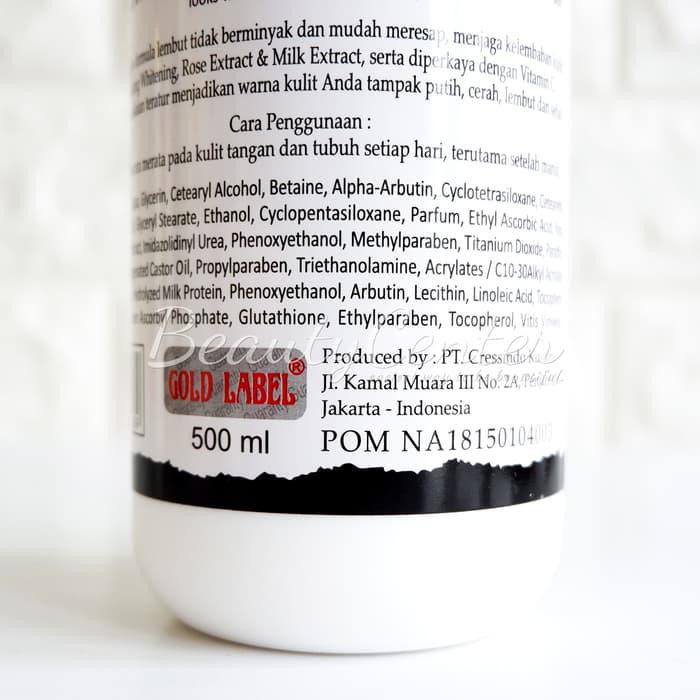 formula lembut tidak berminyak dan mudah meresap, menjaga kelembaban
Whitening, Rose Extract & Milk Extract, serta diperkaya dengan Vitamin C.
teratur menjadikan warna kulit Anda tampak putih, cerah, lembut dan
Cara Penggunaan :
merata pada kulit tangan dan tubuh setiap hari, terutama setelah
Glycerin, Cetearyl Alcohol, Betaine, Alpha-Arbutin, Cyclotetrasiloxane,
Glyceryl Stearate, Ethanol, Cyclopentasiloxane, Parfum, Ethyl Ascorbic Acid,
Imidazolidinyl Urea, Phenoxyethanol, Methylparaben, Titanium Dioxide,
Castor Oil, Propylparaben, Triethanolamine, Acrylates / C10-30Alkyl
Milk Protein, Phenoxyethanol, Arbutin, Lecithin, Linoleic Acid,
Phosphate, Glutathione, Ethylparaben, Tocopherol, Vitis
BeautyCenter
Produced by : PT. Cressindo
GOLD LABEL®
Jl. Kamal Muara III No. 2A,
Jakarta - Indonesia
500 ml
POM NA18150104003